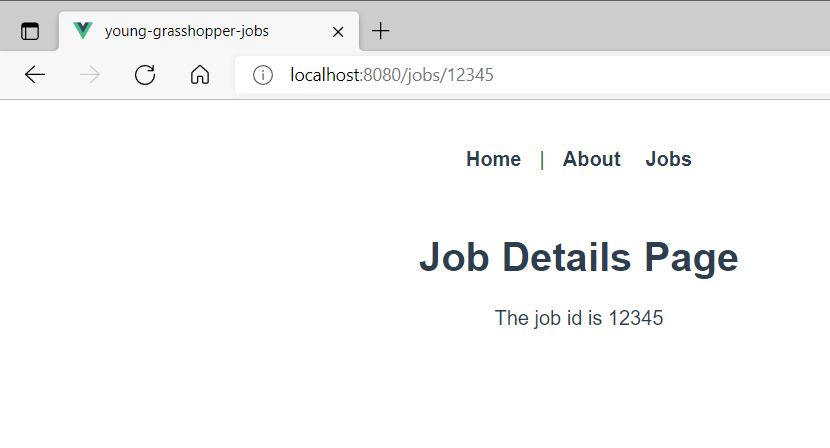 young-grasshopper-jobs
localhost:8080/jobs/12345
Home | About Jobs
Job Details Page
The job id is 12345